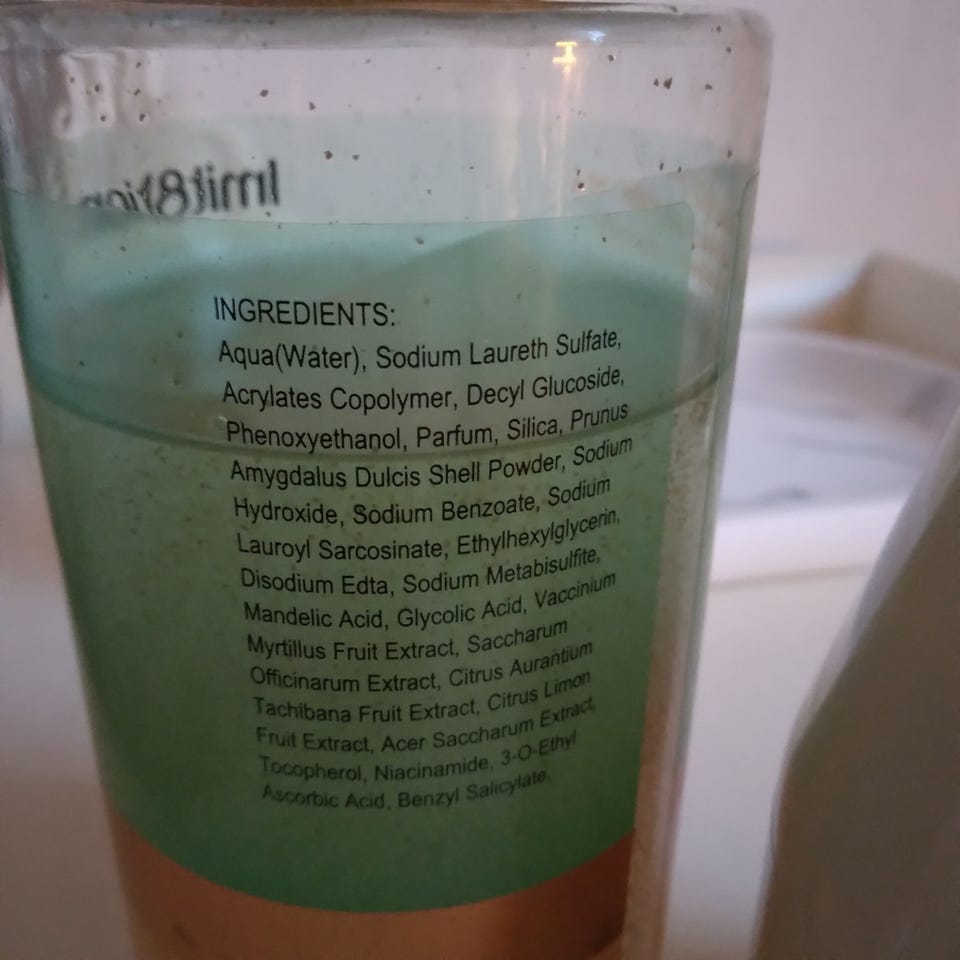 INGREDIENTS:
Aqua(Water), Sodium Laureth Sulfate,
Acrylates Copolymer, Decyl Glucoside,
Phenoxyethanol, Parfum, Silica, Prunus
Amygdalus Dulcis Shell Powder, Sodium
Hydroxide, Sodium Benzoate, Sodium
Lauroyl Sarcosinate, Ethylhexylglycerin,
Disodium Edta, Sodium Metabisulfite,
Mandelic Acid, Glycolic Acid, Vaccinium
Myrtillus Fruit Extract, Saccharum
Officinarum Extract, Citrus Aurantium
Tachibana Fruit Extract, Citrus Limon
Fruit Extract, Acer Saccharum Extract,
Tocopherol, Niacinamide, 3-O-Ethyl
Ascorbic Acid, Benzyl Salicylate.